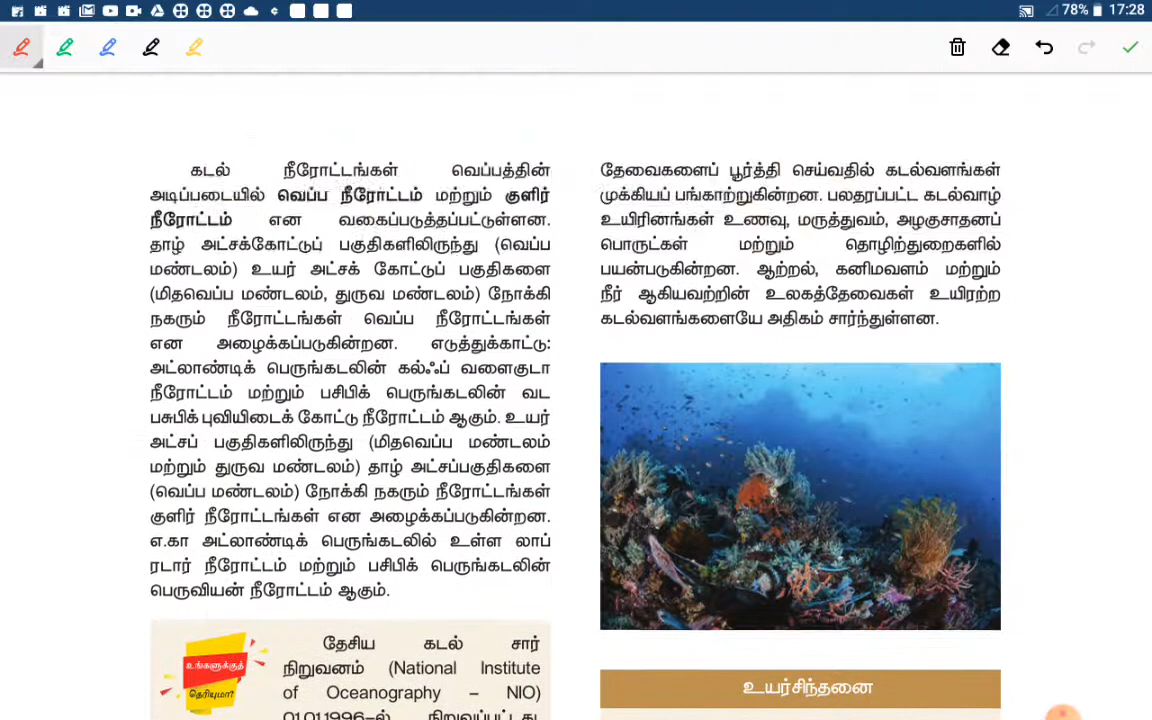 78% 17:28
கடல் நீரோட்டங்கள் வெப்பத்தின்
அடிப்படையில் வெப்ப நீரோட்டம் மற்றும் குளிர்
நீரோட்டம் என வகைப்படுத்தப்பட்டுள்ளன.
தாழ் அட்சக்கோட்டுப் பகுதிகளிலிருந்து (வெப்ப
மண்டலம்) உயர் அட்சக் கோட்டுப் பகுதிகளை
(மிதவெப்ப மண்டலம், துருவ மண்டலம்) நோக்கி
நகரும் நீரோட்டங்கள் வெப்ப நீரோட்டங்கள்
என அழைக்கப்படுகின்றன. எடுத்துக்காட்டு:
அட்லாண்டிக் பெருங்கடலின் கல்ஃப் வளைகுடா
நீரோட்டம் மற்றும் பசிபிக் பெருங்கடலின் வட
பசுபிக் புவியிடைக் கோட்டு நீரோட்டம் ஆகும். உயர்
அட்சப் பகுதிகளிலிருந்து (மிதவெப்ப மண்டலம்
மற்றும் துருவ மண்டலம்) தாழ் அட்சப்பகுதிகளை
(வெப்ப மண்டலம்) நோக்கி நகரும் நீரோட்டங்கள்
குளிர் நீரோட்டங்கள் என அழைக்கப்படுகின்றன.
எ.கா அட்லாண்டிக் பெருங்கடலில் உள்ள லாப்
ரடார் நீரோட்டம் மற்றும் பசிபிக் பெருங்கடலின்
பெருவியன் நீரோட்டம் ஆகும்.
உங்களுக்குத்
தெரியுமா?
தேசிய கடல் சார்
நிறுவனம் (National Institute
of Oceanography – NIO)
01.01.1996–ல் நிறுவப்பட்டது
தேவைகளைப் பூர்த்தி செய்வதில் கடல்வளங்கள்
முக்கியப் பங்காற்றுகின்றன. பலதரப்பட்ட கடல்வாழ்
உயிரினங்கள் உணவு, மருத்துவம், அழகுசாதனப்
பொருட்கள் மற்றும் தொழிற்துறைகளில்
பயன்படுகின்றன. ஆற்றல், கனிமவளம் மற்றும்
நீர் ஆகியவற்றின் உலகத்தேவைகள் உயிரற்ற
கடல்வளங்களையே அதிகம் சார்ந்துள்ளன.
உயர்சிந்தனை